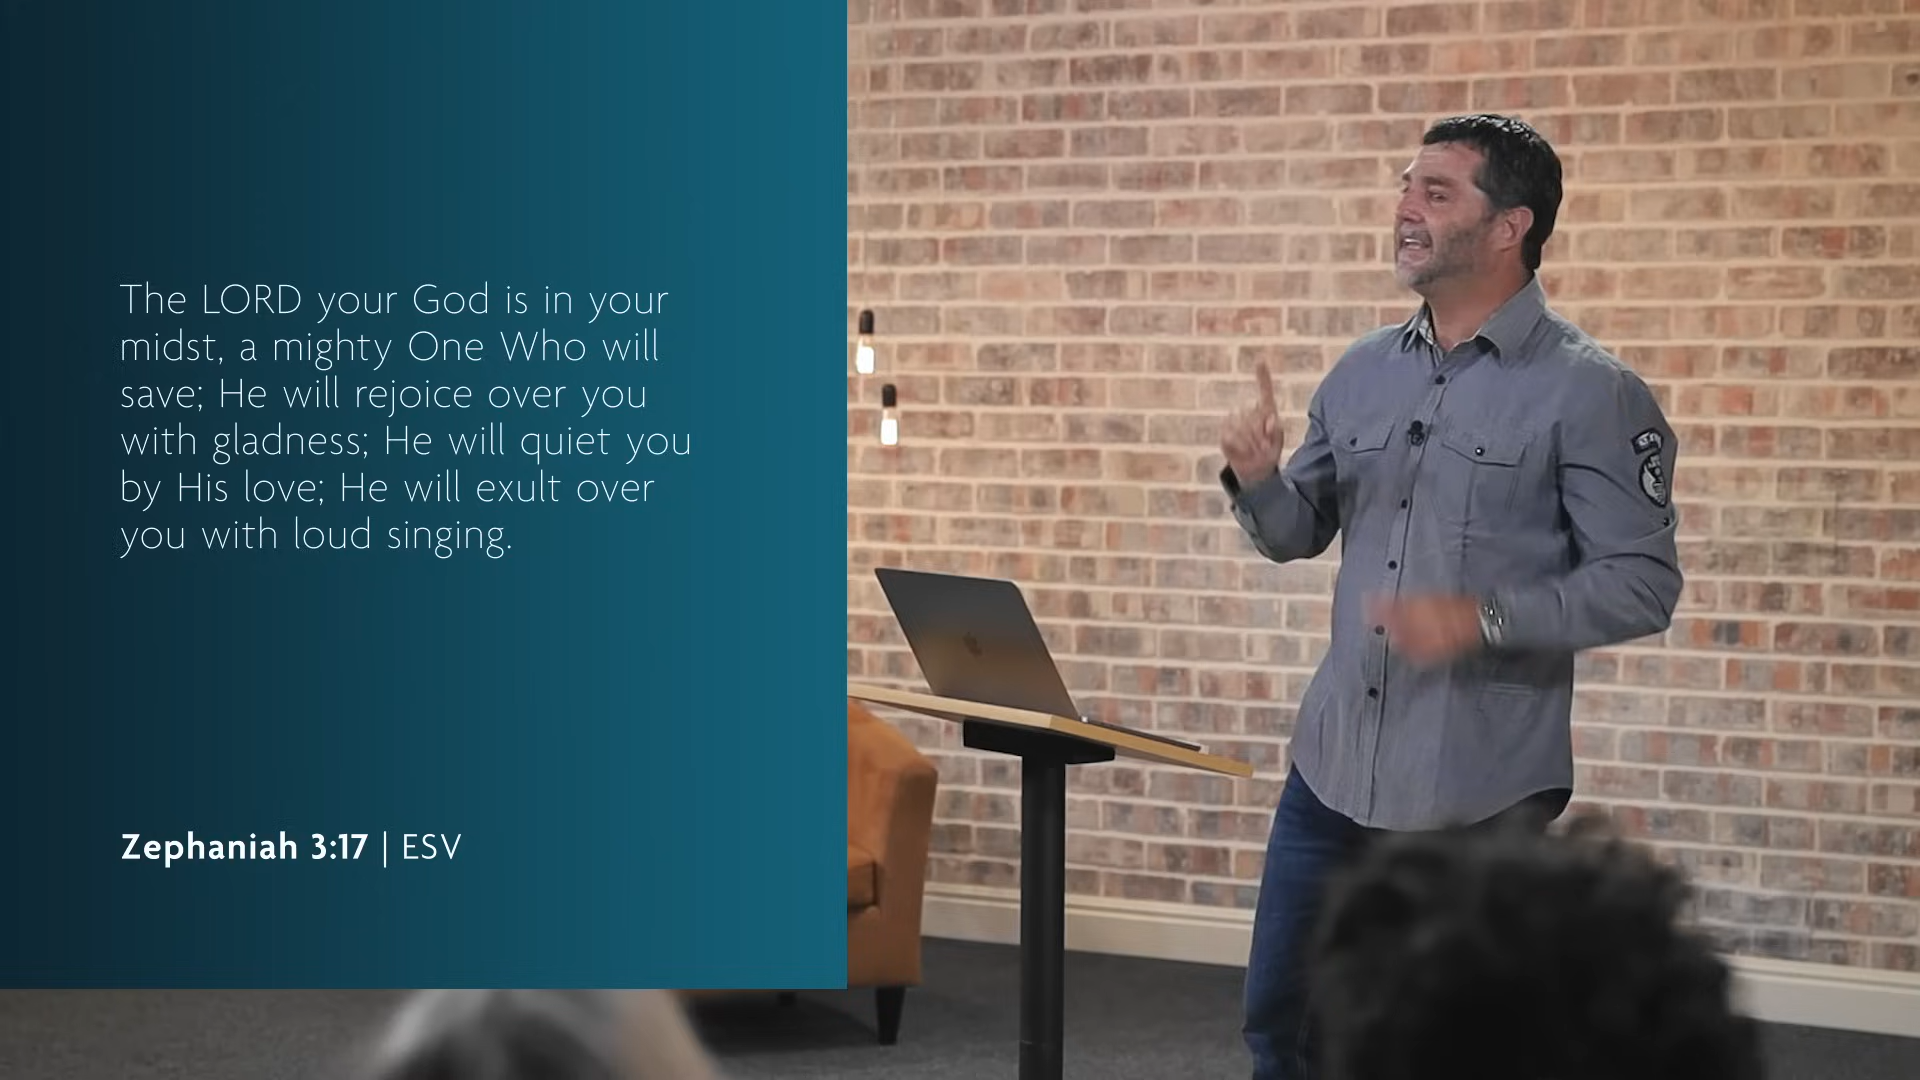 The LORD your God is in your
midst, a mighty One Who will
save; He will rejoice over you
with gladness; He will quiet you
by His love; He will exult over
you with loud singing.
Zephaniah 3:17 | ESV